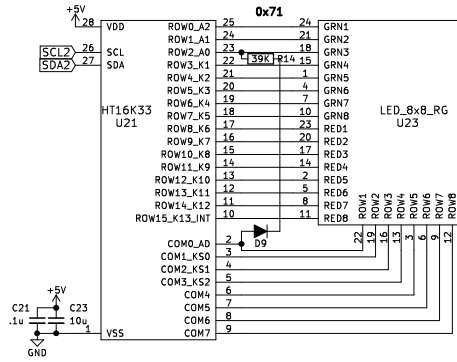 +5V
0x71
28 VDD ROW0_A2 25 24 GRN1
ROW1_A1 24 21 GRN2
SCL2 26 SCL ROW2_A0 23 18 GRN3
39K R14
SDA2 27 SDA ROW3_K1 22 15 GRN4
ROW4_K2 21 1 GRN5
ROW5_K3 20 4 GRN6
ROW6_K4 19 7 GRN7
HT16K33 ROW7_K5 18 10 GRN8 LED_8x8_RG
U21 ROW8_K6 17 23 RED1 U23
ROW9_K7 16 20 RED2
ROW10_K8 15 17 RED3
ROW11_K9 14 14 RED4
ROW12_K10 13 2 RED5
ROW13_K11 12 5 RED6
ROW14_K12 11 8 RED7
ROW15_K13_INT 10 11 RED8
ROW1 ROW2 ROW3 ROW4 ROW5 ROW6 ROW7 ROW8
22 19 16 13 3 6 9 12
COM0_AD 2 D9
COM1_KS0 3
COM2_KS1 4
COM3_KS2 5
COM4 6
COM5 7
COM6 8
1 VSS COM7 9
+5V
C21 C23
.1u 10u
GND